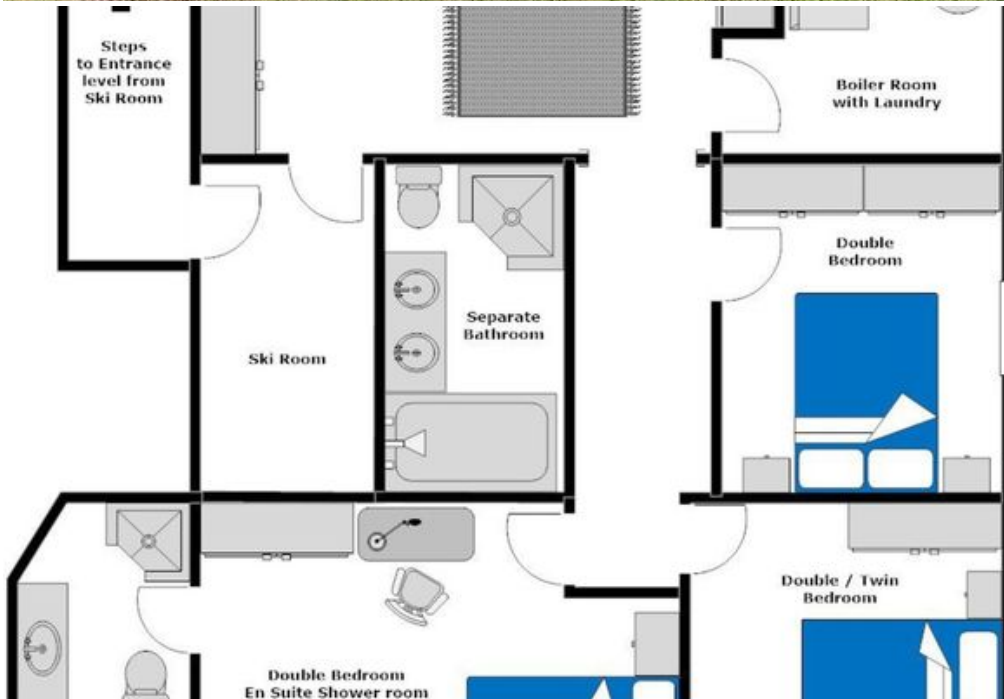 Steps
to Entrance
level from
Ski Room
Boiler Room
with Laundry
Double
Bedroom
Separate
Bathroom
Ski Room
Double / Twin
Bedroom
Double Bedroom
En Suite Shower room